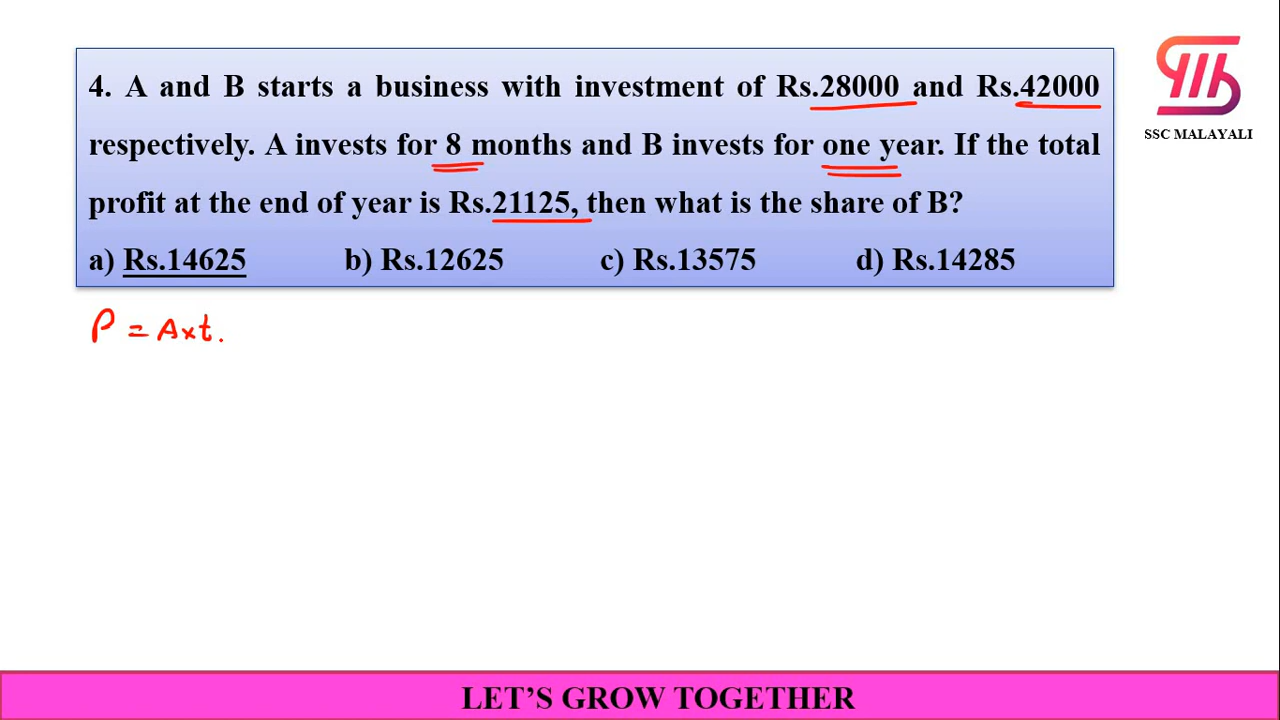 4. A and B starts a business with investment of Rs.28000 and Rs.42000
respectively. A invests for 8 months and B invests for one year. If the total
profit at the end of year is Rs.21125, then what is the share of B?
a) Rs.14625 b) Rs.12625 c) Rs.13575 d) Rs.14285
SSC MALAYALI
P = A×t.
LET'S GROW TOGETHER